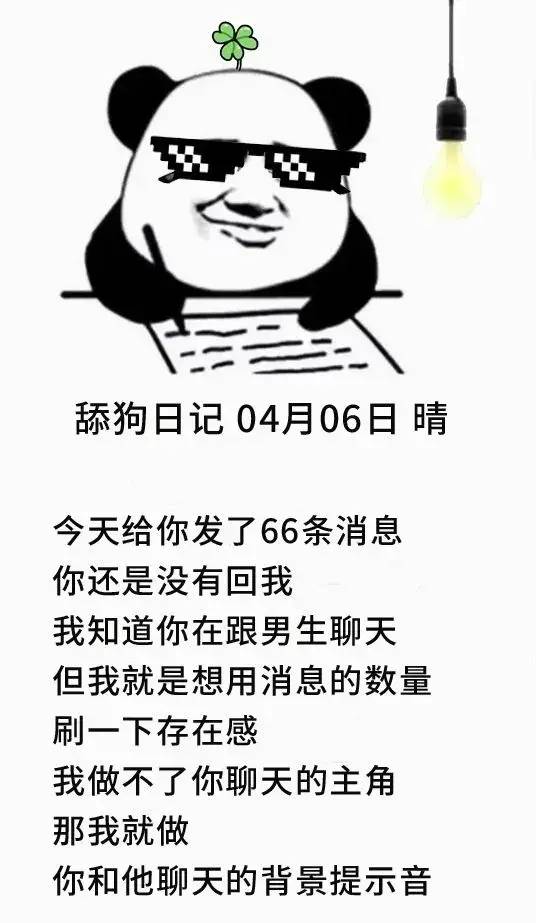 舔狗日记 04月06日 晴
今天给你发了66条消息
你还是没有回我
我知道你在跟男生聊天
但我就是想用消息的数量
刷一下存在感
我做不了你聊天的主角
那我就做
你和他聊天的背景提示音